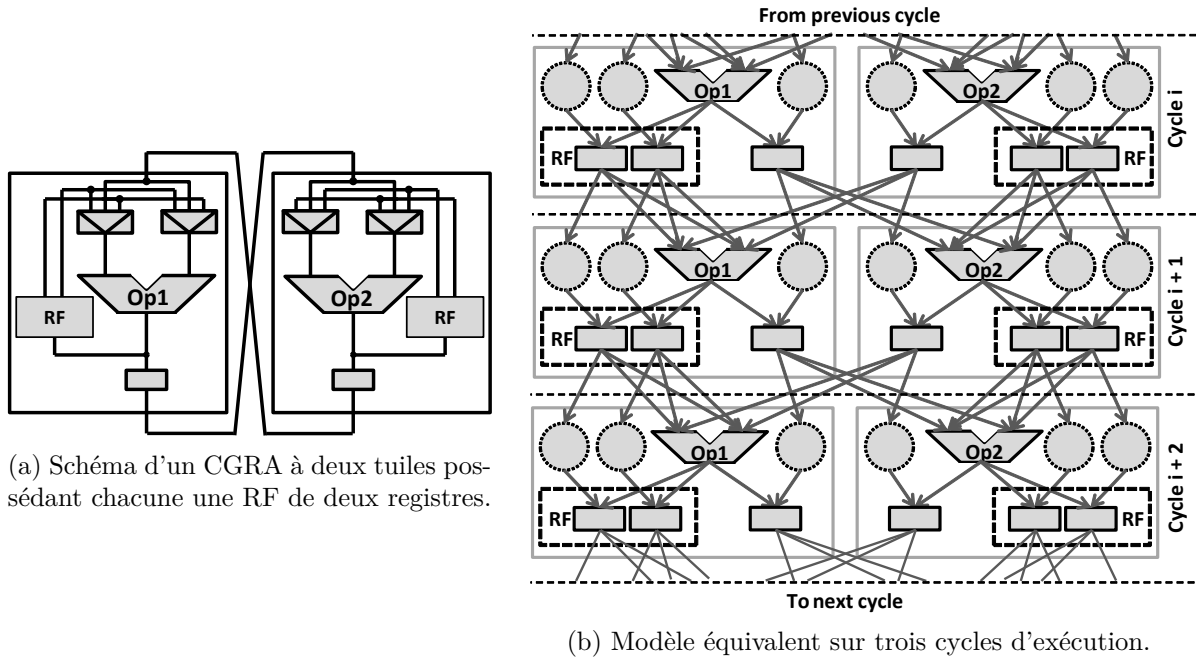 From previous cycle
Op1
Op2
RF
RF
Cycle i
Op1
Op2
RF
RF
Cycle i + 1
Op1
Op2
RF
RF
Cycle i + 2
To next cycle
Op1
Op2
RF
RF
(a) Schéma d'un CGRA à deux tuiles pos-
sédant chacune une RF de deux registres.
(b) Modèle équivalent sur trois cycles d'exécution.